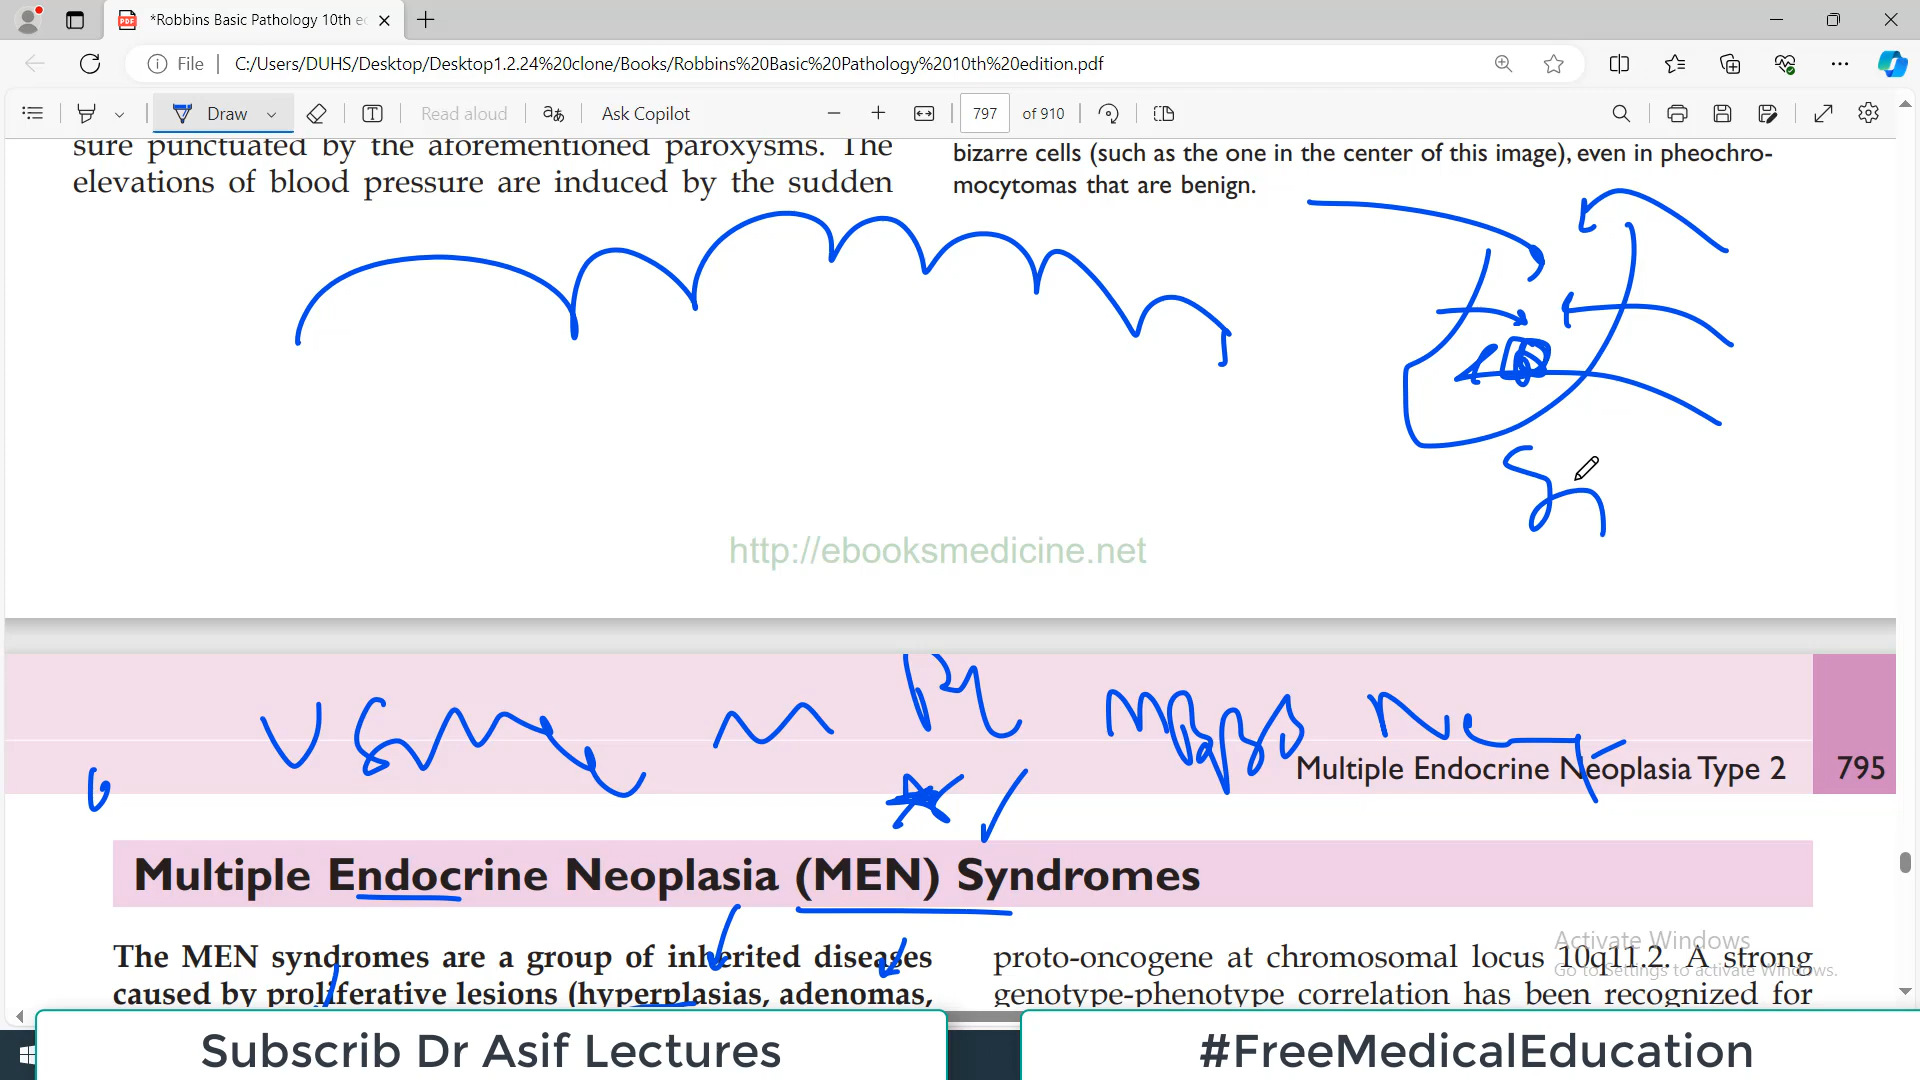 *Robbins Basic Pathology 10th e
File
C:/Users/DUHS/Desktop/Desktop1.2.24%20clone/Books/Robbins%20Basic%20Pathology%2010th%20edition.pdf
Draw
Read aloud
Ask Copilot
797 of 910
sure punctuated by the aforementioned paroxysms. The
elevations of blood pressure are induced by the sudden
bizarre cells (such as the one in the center of this image), even in pheochro-
mocytomas that are benign.
http://ebooksmedicine.net
Multiple Endocrine Neoplasia Type 2 795
Multiple Endocrine Neoplasia (MEN) Syndromes
The MEN syndromes are a group of inherited diseases
caused by proliferative lesions (hyperplasias, adenomas,
proto-oncogene at chromosomal locus 10q11.2. A strong
genotype-phenotype correlation has been recognized for
Activate Windows
Go to Settings to activate Windows.
Subscrib Dr Asif Lectures
#FreeMedicalEducation